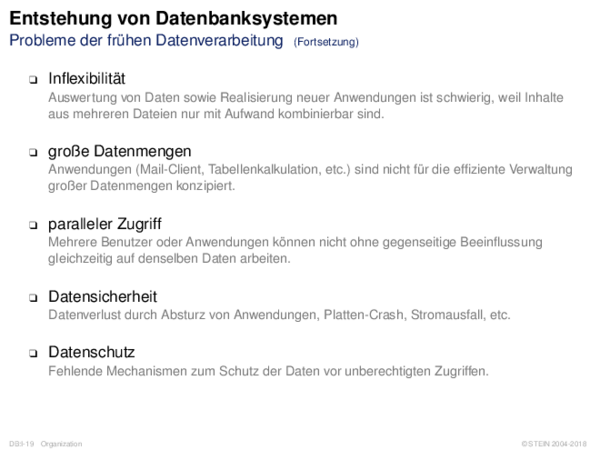 Entstehung von Datenbanksystemen
Probleme der frühen Datenverarbeitung (Fortsetzung)
❑ Inflexibilität
Auswertung von Daten sowie Realisierung neuer Anwendungen ist schwierig, weil Inhalte
aus mehreren Dateien nur mit Aufwand kombinierbar sind.
❑ große Datenmengen
Anwendungen (Mail-Client, Tabellenkalkulation, etc.) sind nicht für die effiziente Verwaltung
großer Datenmengen konzipiert.
❑ paralleler Zugriff
Mehrere Benutzer oder Anwendungen können nicht ohne gegenseitige Beeinflussung
gleichzeitig auf denselben Daten arbeiten.
❑ Datensicherheit
Datenverlust durch Absturz von Anwendungen, Platten-Crash, Stromausfall, etc.
❑ Datenschutz
Fehlende Mechanismen zum Schutz der Daten vor unberechtigten Zugriffen.
DB:I-19 Organization
© STEIN 2004-2018